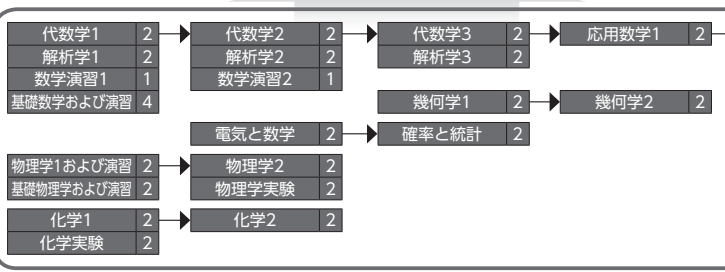 代数学1 2 代数学2 2 代数学3 2 応用数学1 2
解析学1 2 解析学2 2 解析学3 2
数学演習1 1 数学演習2 1
基礎数学および演習 4
幾何学1 2 幾何学2 2
電気と数学 2 確率と統計 2
物理学1および演習 2 物理学2 2
基礎物理学および演習 2 物理学実験 2
化学1 2 化学2 2
化学実験 2